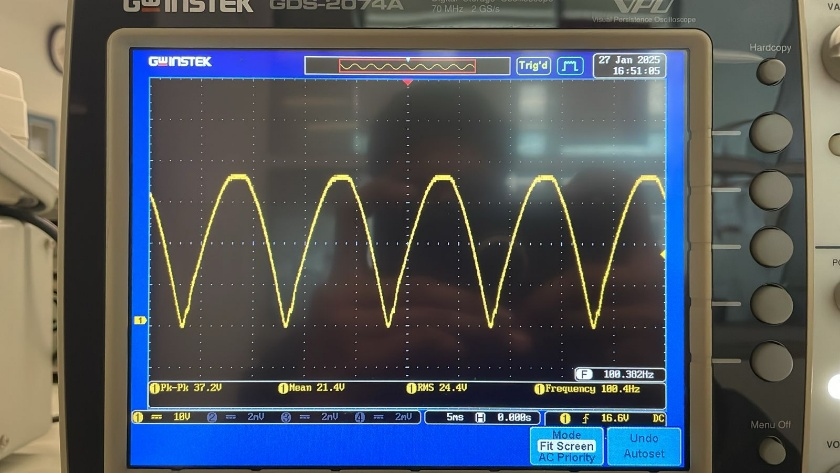 GWINSTEK GDS-2074A
70 MHz 2 GS/s
VPO
Visual Persistence Oscilloscope
GWINSTEK
Trig'd
27 Jan 2025
16:51:05
Hardcopy
1
F 100.382Hz
1 Pk-Pk 37.2V 1 Mean 21.4V 1 RMS 24.4V 1 Frequency 100.4Hz
1 10V 2 2mV 3 2mV 4 2mV 5ms H 0.000s 1 16.6V DC
Mode
Fit Screen
AC Priority
Undo
Autoset
Menu Off